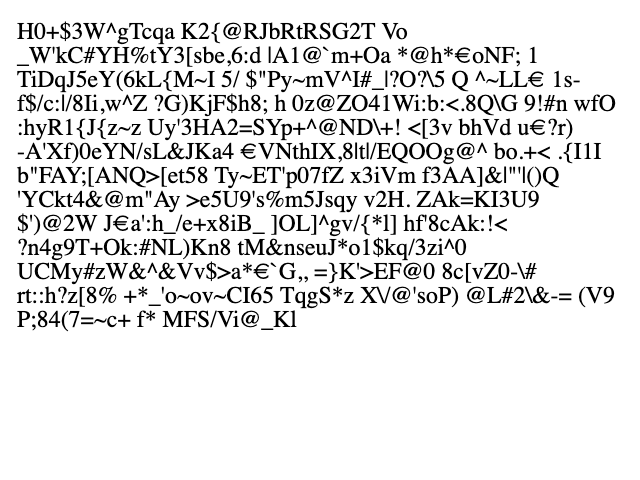 H0+$3W^gTcqa K2{@RJbRtRSG2T Vo
_W'kC#YH%tY3[sbe,6:d |A1@`m+Oa *@h*€oNF; 1
TiDqJ5eY(6kL{M~I 5/ $"Py~mV^I#_|?O?\5 Q ^~LL€ 1s-
f$/c:|/8Ii,w^Z ?G)KjF$h8; h 0z@ZO41Wi:b:<.8Q\G 9!#n wfO
:hyR1{J{z~z Uy'3HA2=SYp+^@ND\+! <[3v bhVd u€?r)
-A'Xf)0eYN/sL&JKa4 €VNthIX,8|t|/EQOOg@^ bo.+< .{I1I
b"FAY;[ANQ>[et58 Ty~ET'p07fZ x3iVm f3AA]&|"'|()Q
'YCkt4&@m"Ay >e5U9's%m5Jsqy v2H. ZAk=KI3U9
$')@2W J€a':h_/e+x8iB_ ]OL]^gv/{*l] hf'8cAk:!<
?n4g9T+Ok:#NL)Kn8 tM&nseuJ*o1$kq/3zi^0
UCMy#zW&^&Vv$>a*€`G,, =}K'>EF@0 8c[vZ0-\#
rt::h?z[8% +*_'o~ov~CI65 TqgS*z X\/@'soP) @L#2\&-= (V9
P;84(7=~c+ f* MFS/Vi@_Kl